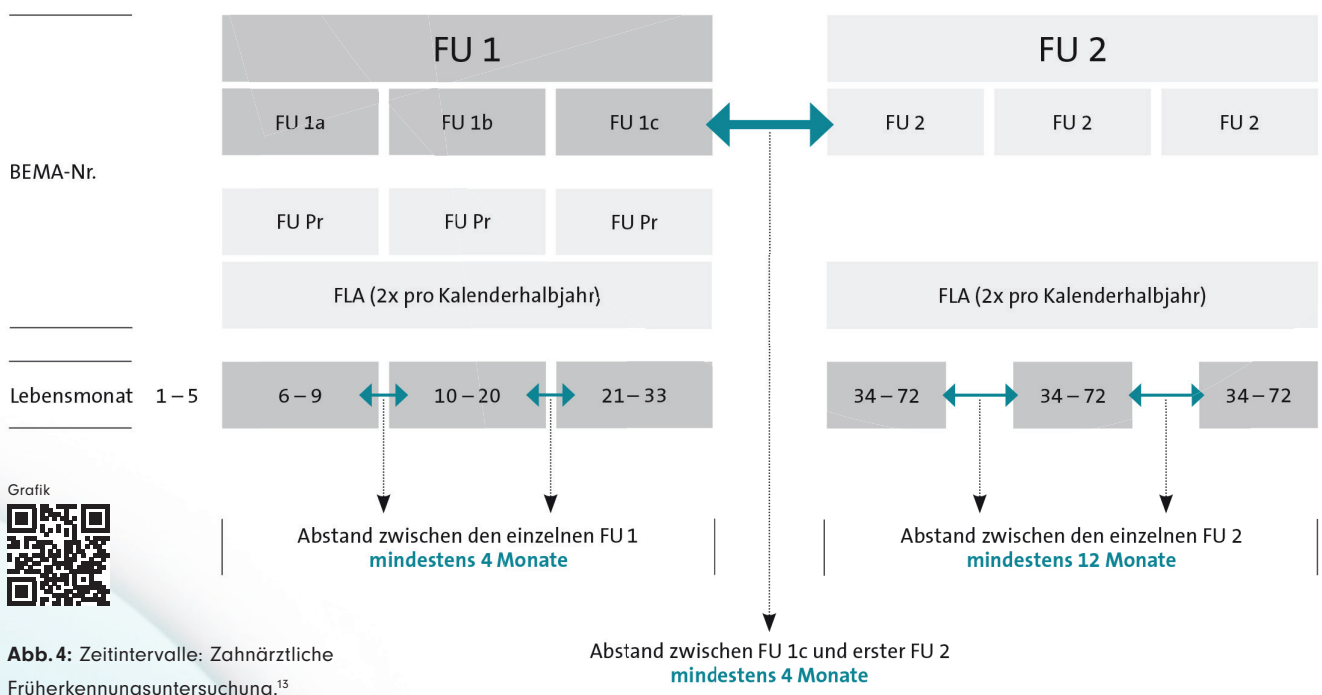 FU 1
FU 2
BEMA-Nr.
FU 1a
FU 1b
FU 1c
FU 2
FU 2
FU 2
FU Pr
FU Pr
FU Pr
FLA (2x pro Kalenderhalbjahr)
FLA (2x pro Kalenderhalbjahr)
Lebensmonat 1 – 5
6 – 9
10 – 20
21 – 33
34 – 72
34 – 72
34 – 72
Grafik
Abstand zwischen den einzelnen FU 1
mindestens 4 Monate
Abstand zwischen den einzelnen FU 2
mindestens 12 Monate
Abstand zwischen FU 1c und erster FU 2
mindestens 4 Monate
Abb. 4: Zeitintervalle: Zahnärztliche
Früherkennungsuntersuchung.¹³